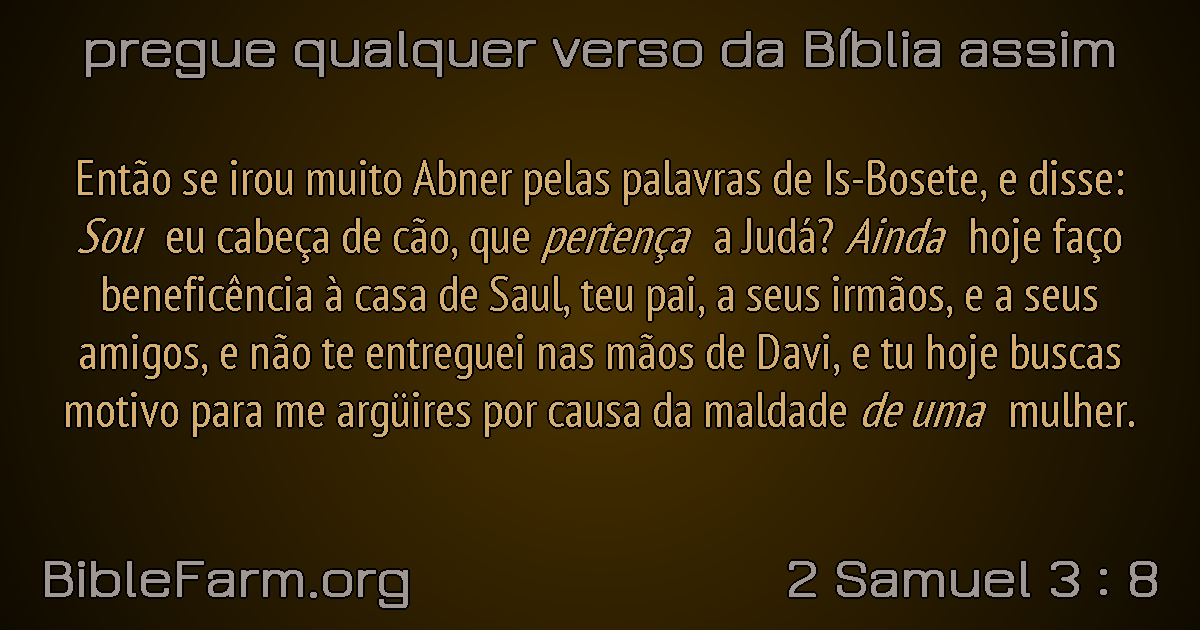 pregue qualquer verso da Bíblia assim
Então se irou muito Abner pelas palavras de Is-Bosete, e disse:
Sou eu cabeça de cão, que pertença a Judá? Ainda hoje faço
beneficência à casa de Saul, teu pai, a seus irmãos, e a seus
amigos, e não te entreguei nas mãos de Davi, e tu hoje buscas
motivo para me argüires por causa da maldade de uma mulher.
BibleFarm.org
2 Samuel 3 : 8